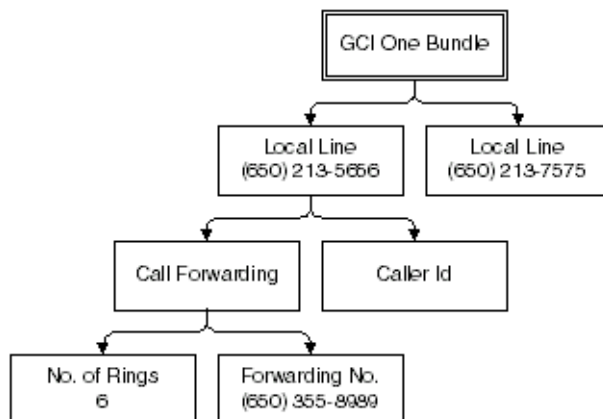 GCI One Bundle
Local Line
(650) 213-5656
Local Line
(650) 213-7575
Call Forwarding
Caller Id
No. of Rings
6
Forwarding No.
(650) 355-8989